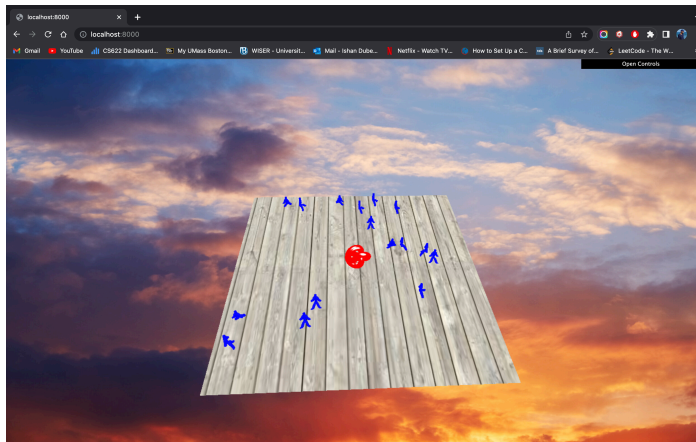 localhost:8000
localhost:8000
Gmail YouTube CS622 Dashboard... My UMass Boston... WISER - Universit... Mail - Ishan Dube... Netflix - Watch TV... How to Set Up a C... A Brief Survey of... LeetCode - The W...
Open Controls